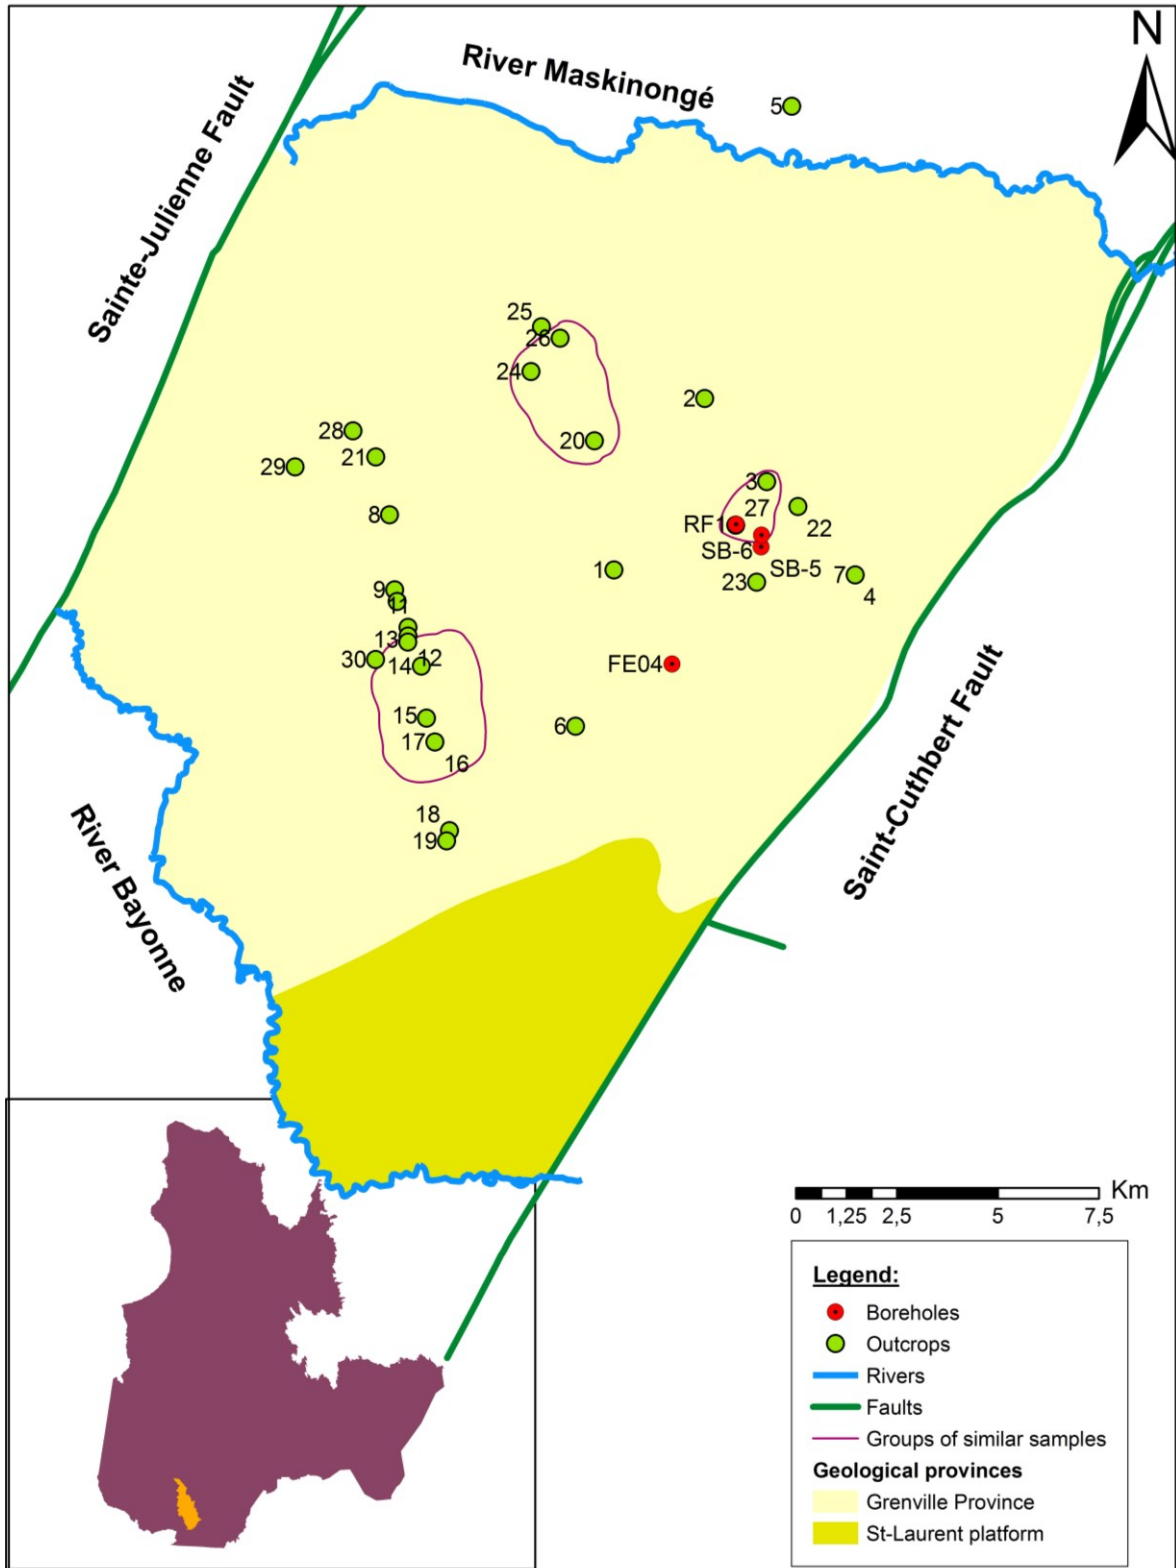 N
River Maskinongé
5
Sainte-Julienne Fault
25
26
24
2
20
28
21
29
3
27
22
8
RF1
SB-6
SB-5
1
7
23
4
9
11
13
12
30
14
FE04
15
6
17
16
18
19
Saint-Cuthbert Fault
River Bayonne
Km
0 1,25 2,5 5 7,5
Legend:
Boreholes
Outcrops
Rivers
Faults
Groups of similar samples
Geological provinces
Grenville Province
St-Laurent platform